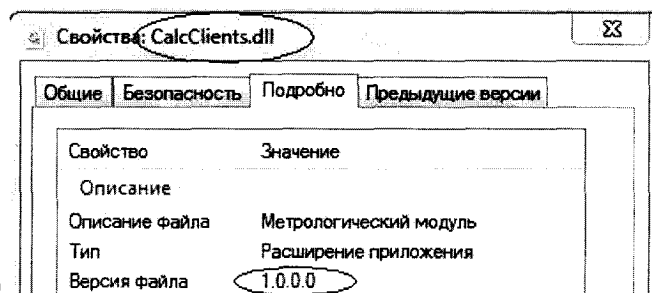 Свойства: CalcClients.dll
Общие Безопасность Подробно Предыдущие версии
Свойство Значение
Описание
Описание файла Метрологический модуль
Тип Расширение приложения
Версия файла 1.0.0.0